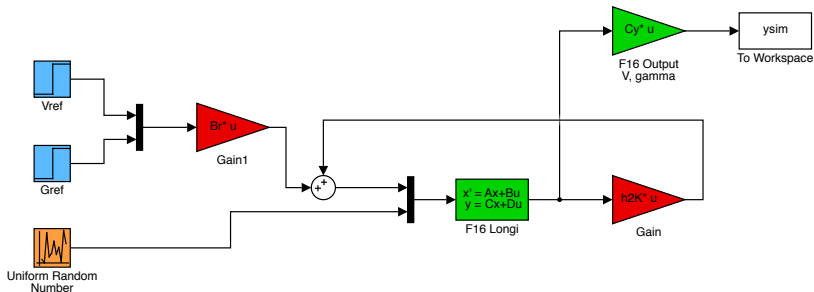 Cy* u
ysim
F16 Output
V, gamma
To Workspace
Vref
Br* u
Gain1
Gref
+
+
x' = Ax+Bu
y = Cx+Du
F16 Longi
h2K* u
Gain
Uniform Random
Number